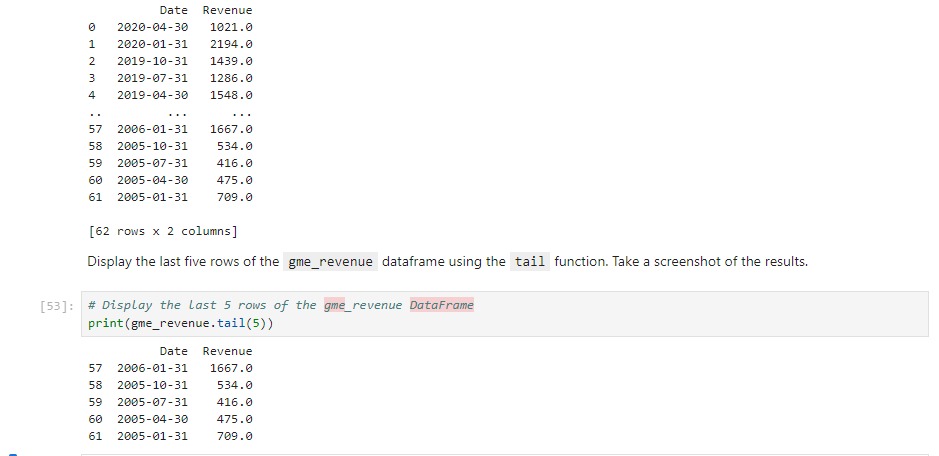 Date Revenue
0 2020-04-30 1021.0
1 2020-01-31 2194.0
2 2019-10-31 1439.0
3 2019-07-31 1286.0
4 2019-04-30 1548.0
.. ... ...
57 2006-01-31 1667.0
58 2005-10-31 534.0
59 2005-07-31 416.0
60 2005-04-30 475.0
61 2005-01-31 709.0
[62 rows x 2 columns]
Display the last five rows of the gme_revenue dataframe using the tail function. Take a screenshot of the results.
[53]: # Display the last 5 rows of the gme_revenue DataFrame
print(gme_revenue.tail(5))
Date Revenue
57 2006-01-31 1667.0
58 2005-10-31 534.0
59 2005-07-31 416.0
60 2005-04-30 475.0
61 2005-01-31 709.0